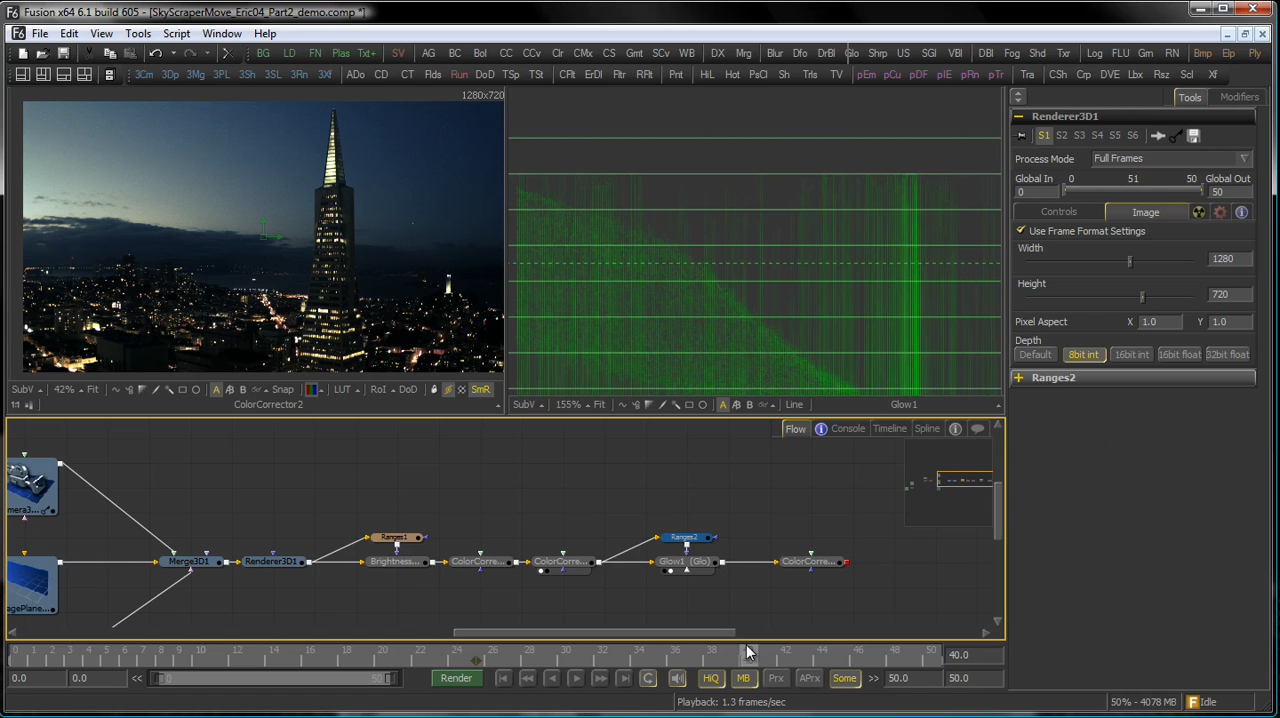 Fusion x64 6.1 build 605 - [SkyScraperMove_Eric04_Part2_demo.comp *]
File Edit View Tools Script Window Help
BG LD FN Plas Txt+ SV AG BC Bol CC CCv Clr CMx CS Gmt SCv WB DX Mrg Blur Dfo DrBl Glo Shrp US SGl VBl DBl Fog Shd Txr Log FLU Grn RN Bmp Elp Ply
3Cm 3Dp 3Mg 3PL 3Sh 3SL 3Rn 3Xf ADo CD CT Flds Run DoD TSp TSt CPlt ErDl Fltr RFlt Pnt HiL Hot PsCl Sh Trls TV pEm pCu pDF pIE pRn pTr Tra CSh Crp DVE Lbx Rsz Scl Xf
1280x720
Tools Modifiers
Renderer3D1
S1 S2 S3 S4 S5 S6
Process Mode Full Frames
Global In 0 51 50 Global Out
0 50
Controls Image
Use Frame Format Settings
Width
1280
Height
720
Pixel Aspect X 1.0 Y 1.0
Depth
Default 8bit int 16bit int 16bit float 32bit float
Ranges2
SubV 42% Fit A B Snap LUT RoI DoD SmR
ColorCorrector2
SubV 155% Fit A B Line Glow1
Flow Console Timeline Spline
Ranges1
Ranges2
Merge3D1
Renderer3D1
Brightness...
ColorCorre...
ColorCorre...
Glow1 (Glo)
ColorCorre...
0 2 3 4 5 6 7 8 9 10 12 14 16 18 20 22 24 26 28 30 32 34 36 38 42 44 46 48 50
40.0
0.0 0.0 << 0 50 Render HiQ MB Prx APrx Some >> 50.0 50.0
Playback: 1.3 frames/sec
50% - 4078 MB
Idle